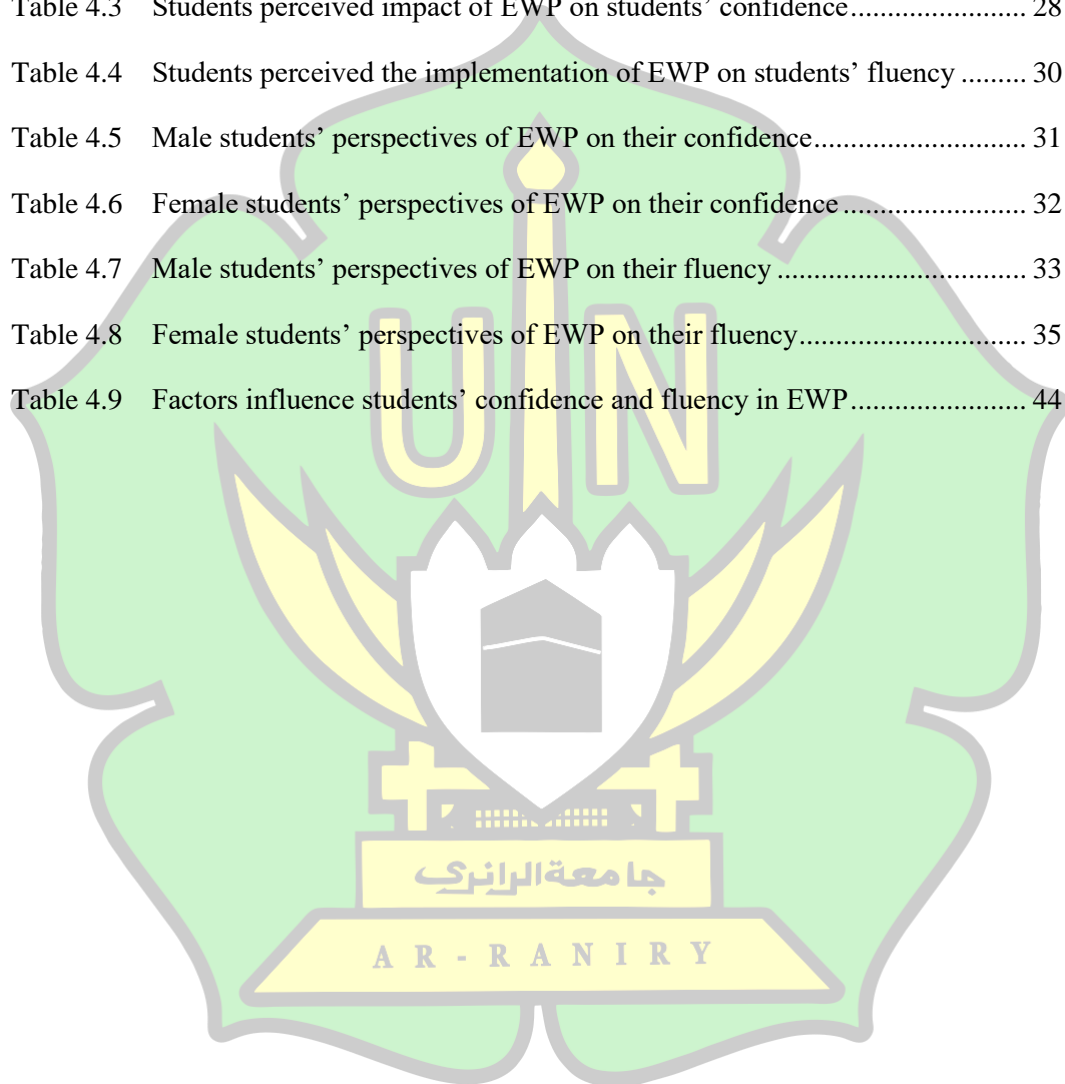 Table 4.3 Students perceived impact of EWP on students’ confidence.......................... 28
Table 4.4 Students perceived the implementation of EWP on students’ fluency ......... 30
Table 4.5 Male students’ perspectives of EWP on their confidence................................ 31
Table 4.6 Female students’ perspectives of EWP on their confidence........................... 32
Table 4.7 Male students’ perspectives of EWP on their fluency ..................................... 33
Table 4.8 Female students’ perspectives of EWP on their fluency.................................. 35
Table 4.9 Factors influence students’ confidence and fluency in EWP.......................... 44
UIN
جامعة الرانري
AR-RANIRY